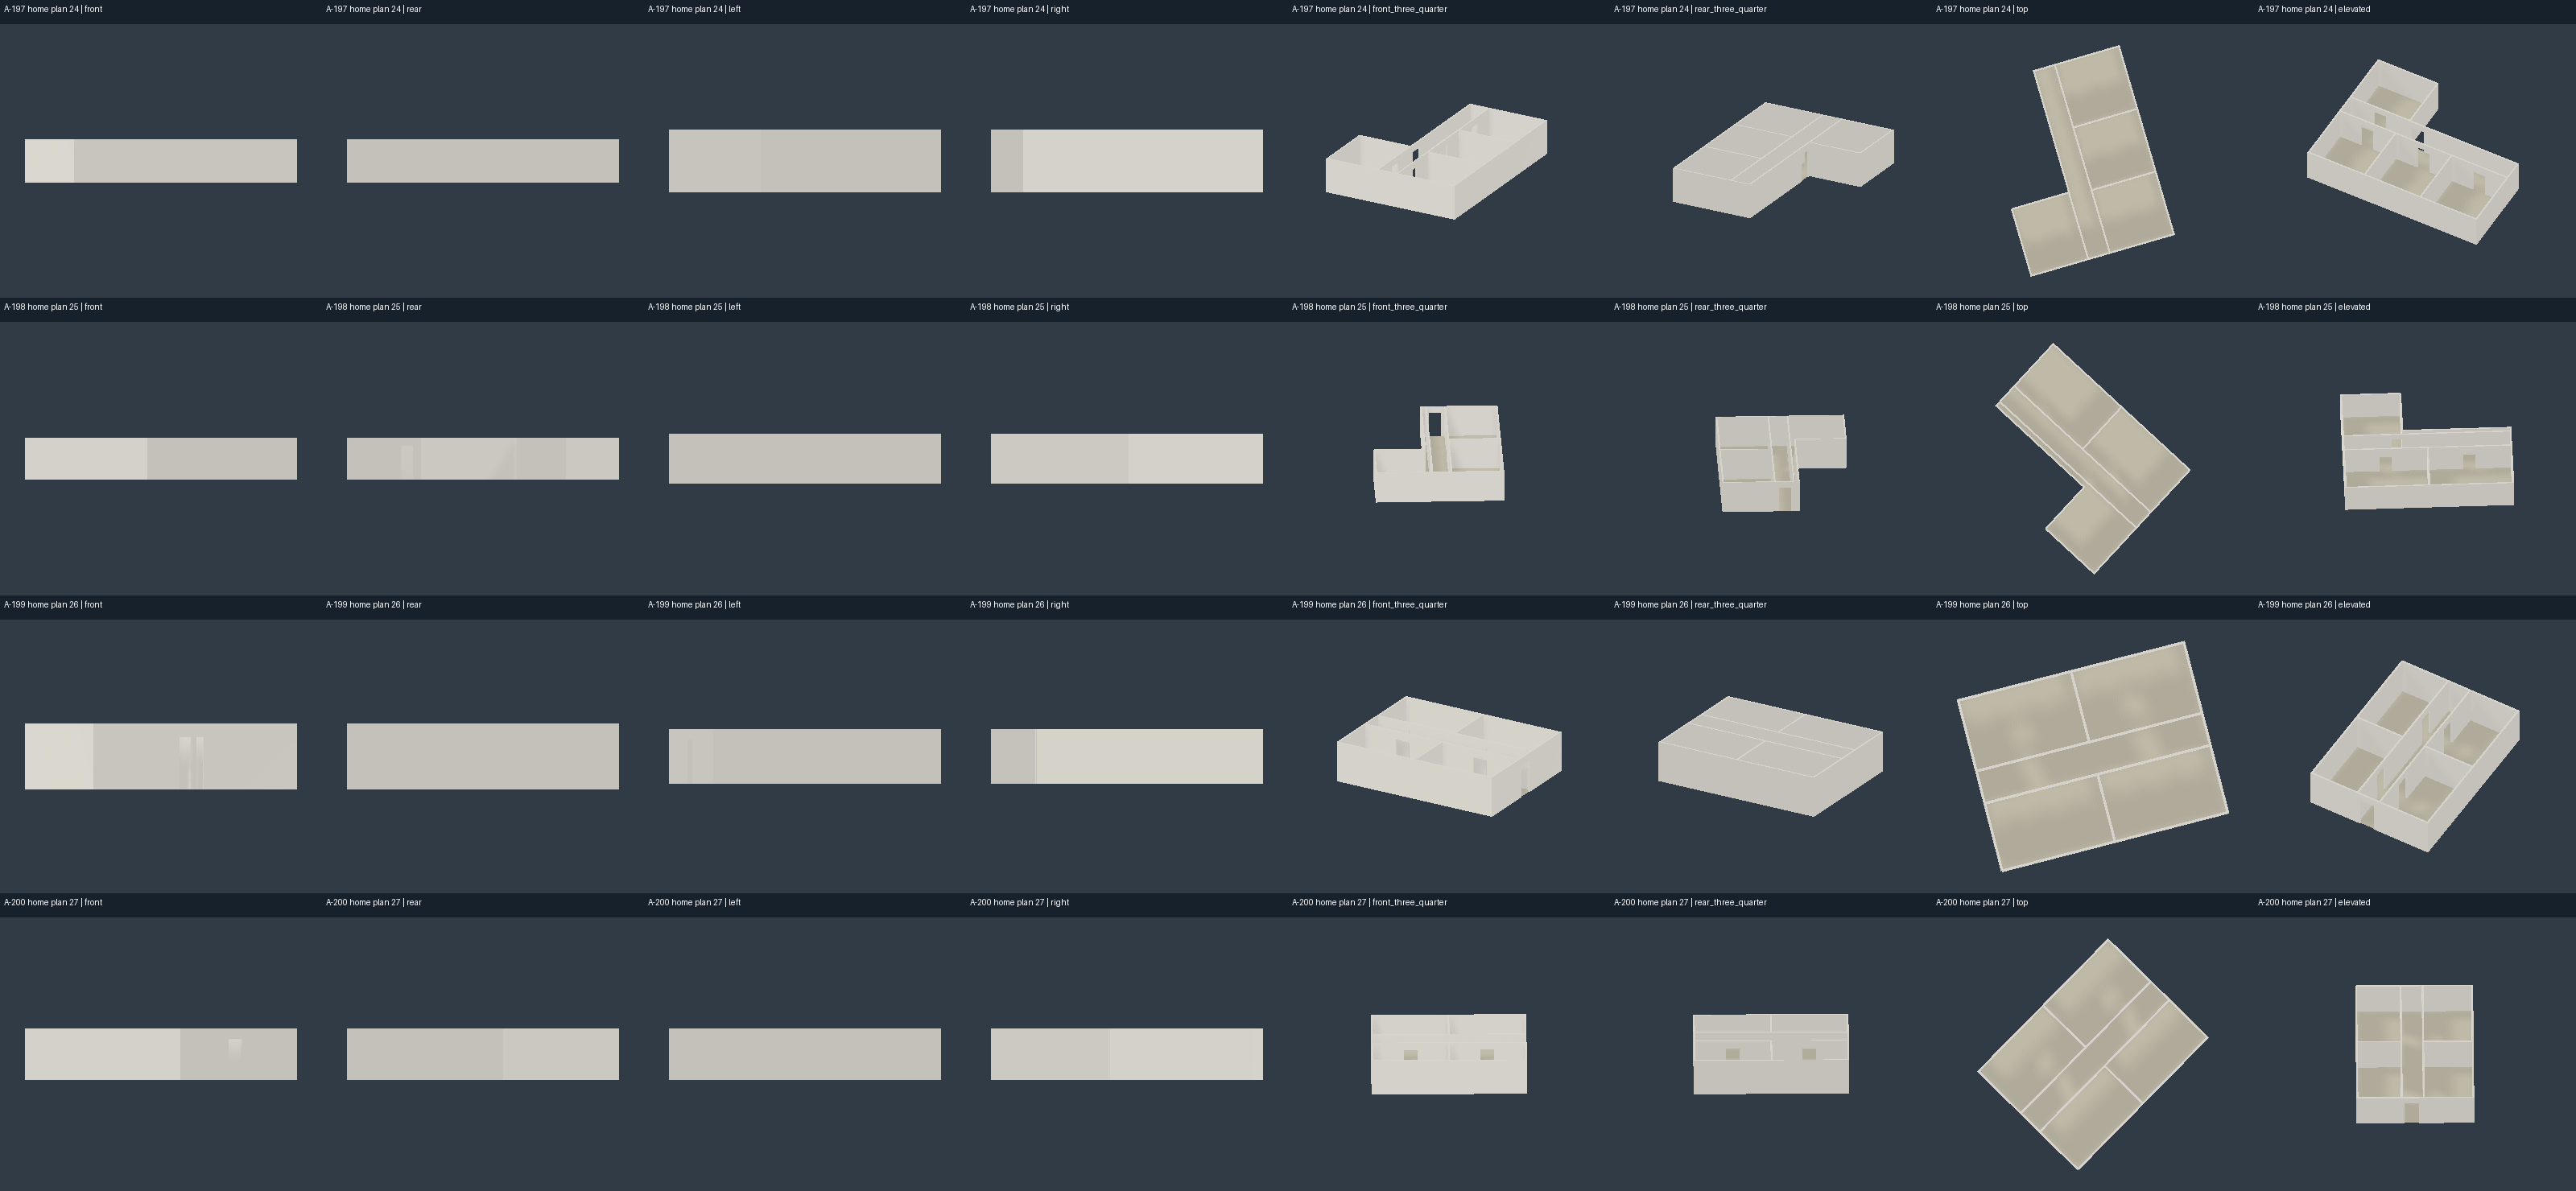 A-197 home plan 24 | front
A-197 home plan 24 | rear
A-197 home plan 24 | left
A-197 home plan 24 | right
A-197 home plan 24 | front_three_quarter
A-197 home plan 24 | rear_three_quarter
A-197 home plan 24 | top
A-197 home plan 24 | elevated
A-198 home plan 25 | front
A-198 home plan 25 | rear
A-198 home plan 25 | left
A-198 home plan 25 | right
A-198 home plan 25 | front_three_quarter
A-198 home plan 25 | rear_three_quarter
A-198 home plan 25 | top
A-198 home plan 25 | elevated
A-199 home plan 26 | front
A-199 home plan 26 | rear
A-199 home plan 26 | left
A-199 home plan 26 | right
A-199 home plan 26 | front_three_quarter
A-199 home plan 26 | rear_three_quarter
A-199 home plan 26 | top
A-199 home plan 26 | elevated
A-200 home plan 27 | front
A-200 home plan 27 | rear
A-200 home plan 27 | left
A-200 home plan 27 | right
A-200 home plan 27 | front_three_quarter
A-200 home plan 27 | rear_three_quarter
A-200 home plan 27 | top
A-200 home plan 27 | elevated